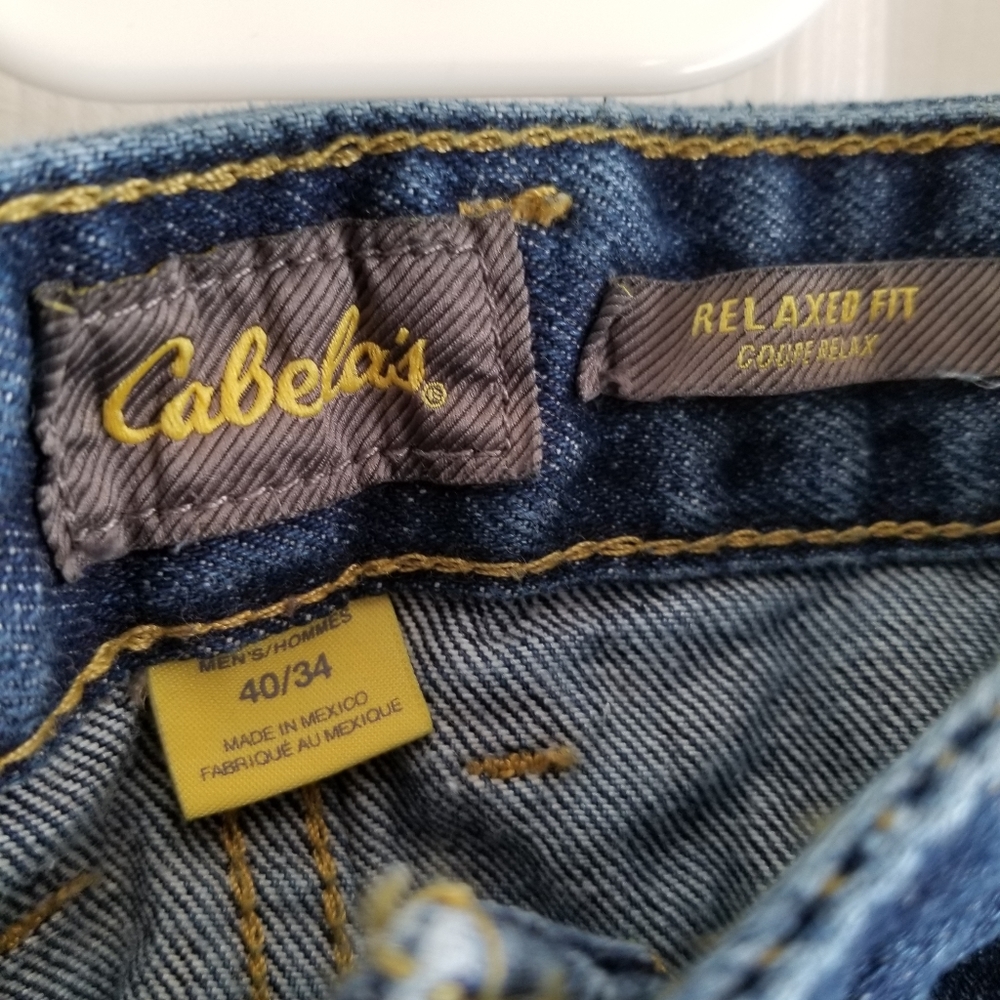 Cabela's®
RELAXED FIT
COUPE RELAX
MEN'S/HOMMES
40/34
MADE IN MEXICO
FABRIQUÉ AU MEXIQUE